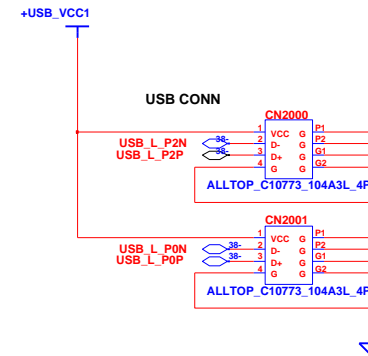 +USB_VCC1
USB CONN
CN2000
1 VCC G P1
USB_L_P2N 38- 2 D- G P2
USB_L_P2P 38- 3 D+ G G1
4 G G G2
ALLTOP_C10773_104A3L_4P
CN2001
1 VCC G P1
USB_L_P0N 38- 2 D- G P2
USB_L_P0P 38- 3 D+ G G1
4 G G G2
ALLTOP_C10773_104A3L_4P